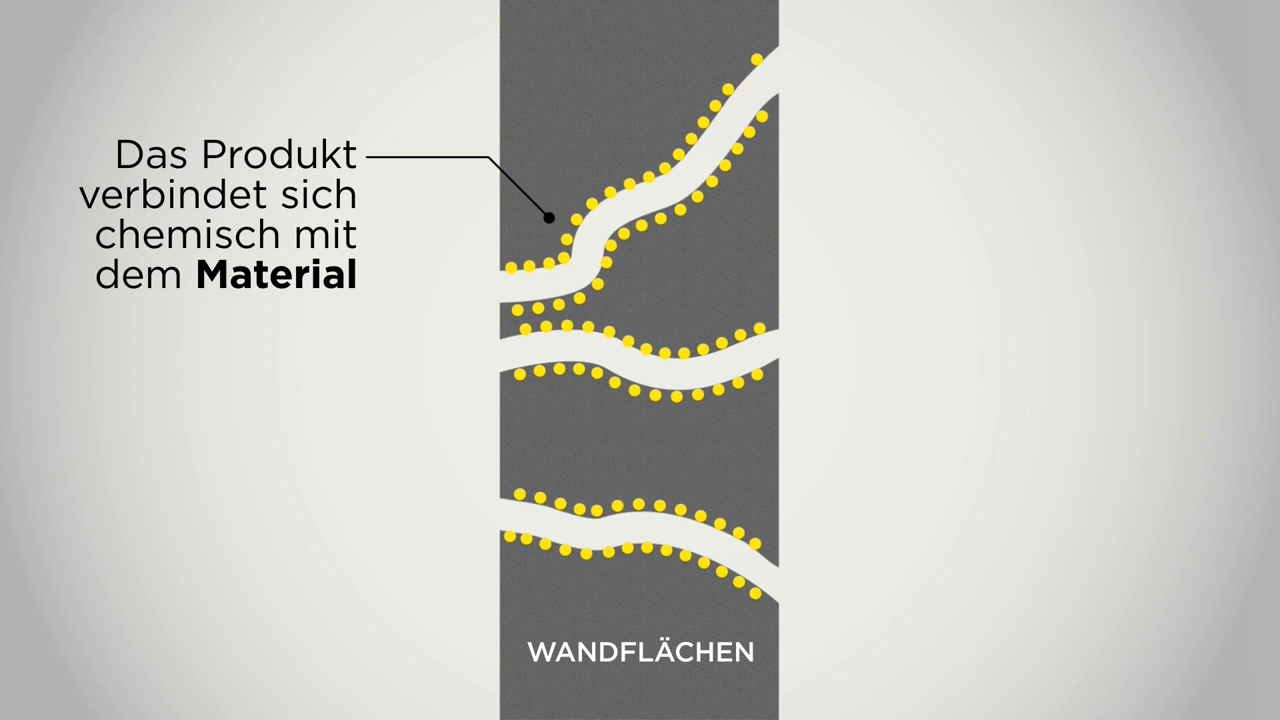 Das Produkt
verbindet sich
chemisch mit
dem Material
WANDFLÄCHEN